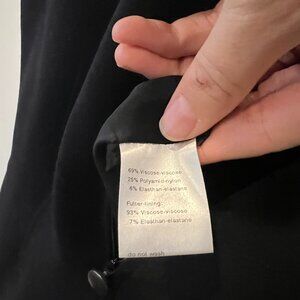 69% Viscose-viscose
25% Polyamid-nylon
6% Elasthan-elastane
Futter-lining:
93% Viscose-viscose
7% Elasthan-elastane
do not wash